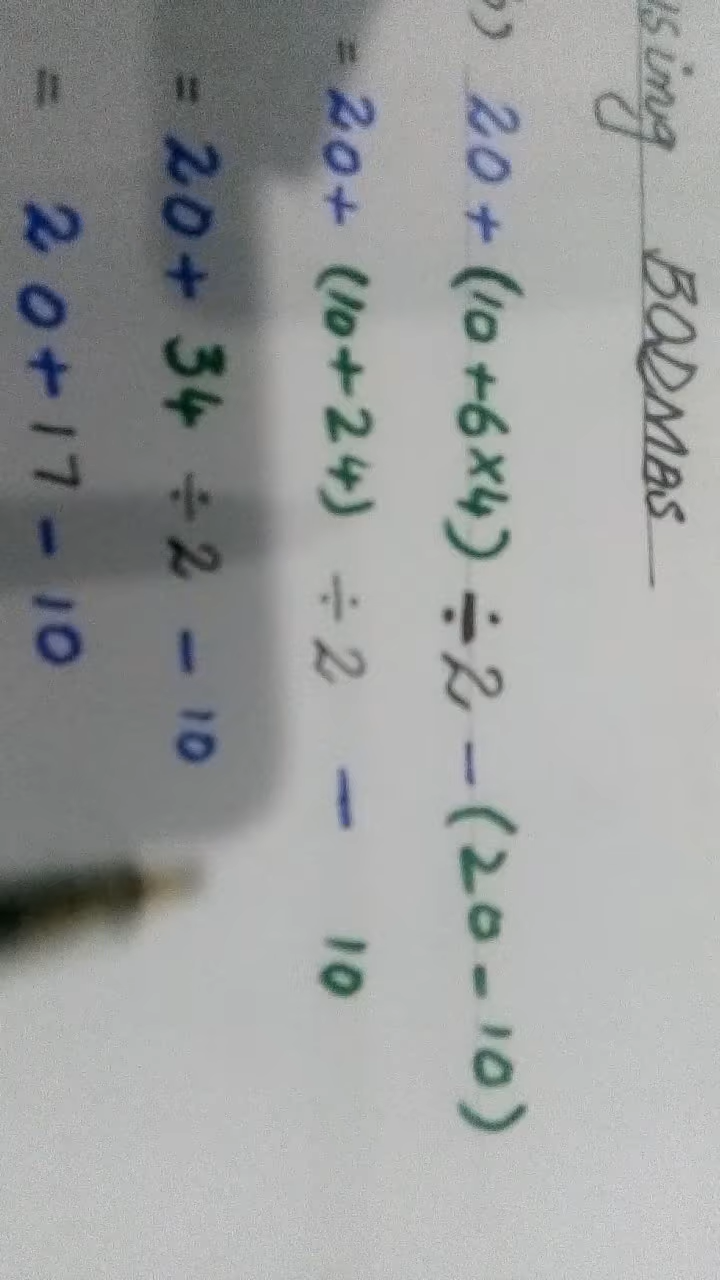 BODMAS
20 + (10 + 6 × 4) ÷ 2 - (20 - 10)
= 20 + (10 + 24) ÷ 2 - 10
= 20 + 34 ÷ 2 - 10
= 20 + 17 - 10